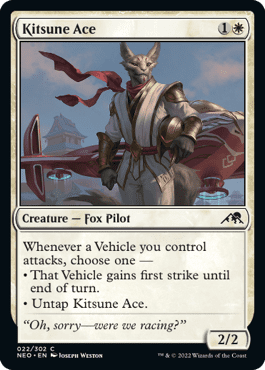 Kitsune Ace 1
Creature — Fox Pilot
Whenever a Vehicle you control
attacks, choose one —
• That Vehicle gains first strike until
end of turn.
• Untap Kitsune Ace.
"Oh, sorry—were we racing?"
2/2
022/302 C
NEO • EN Joseph Weston
™ & © 2022 Wizards of the Coast